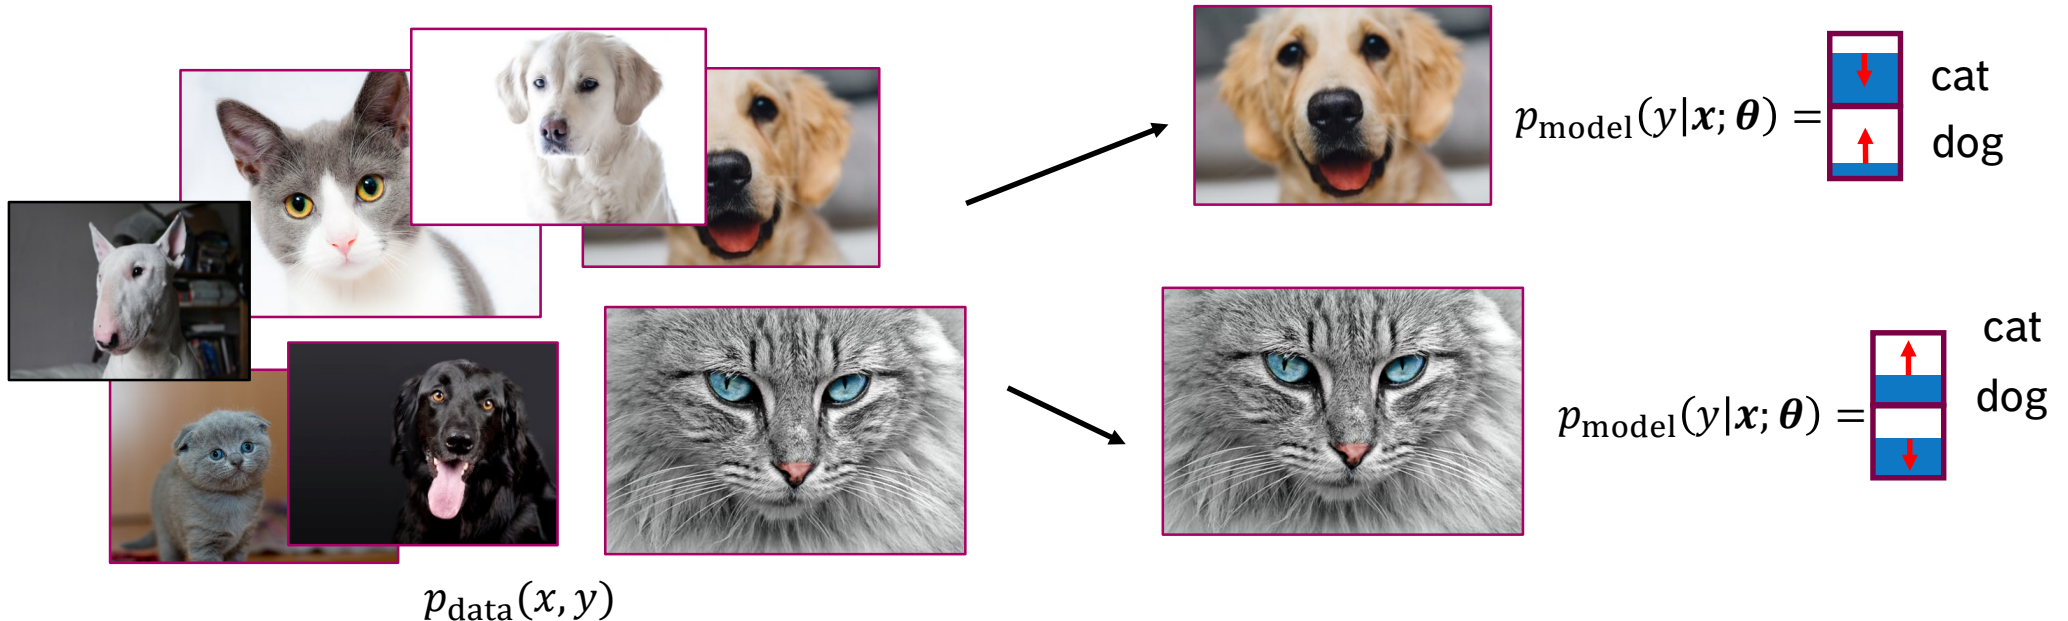 p_model(y|x; θ) =
cat
dog
p_model(y|x; θ) =
cat
dog
p_data(x, y)